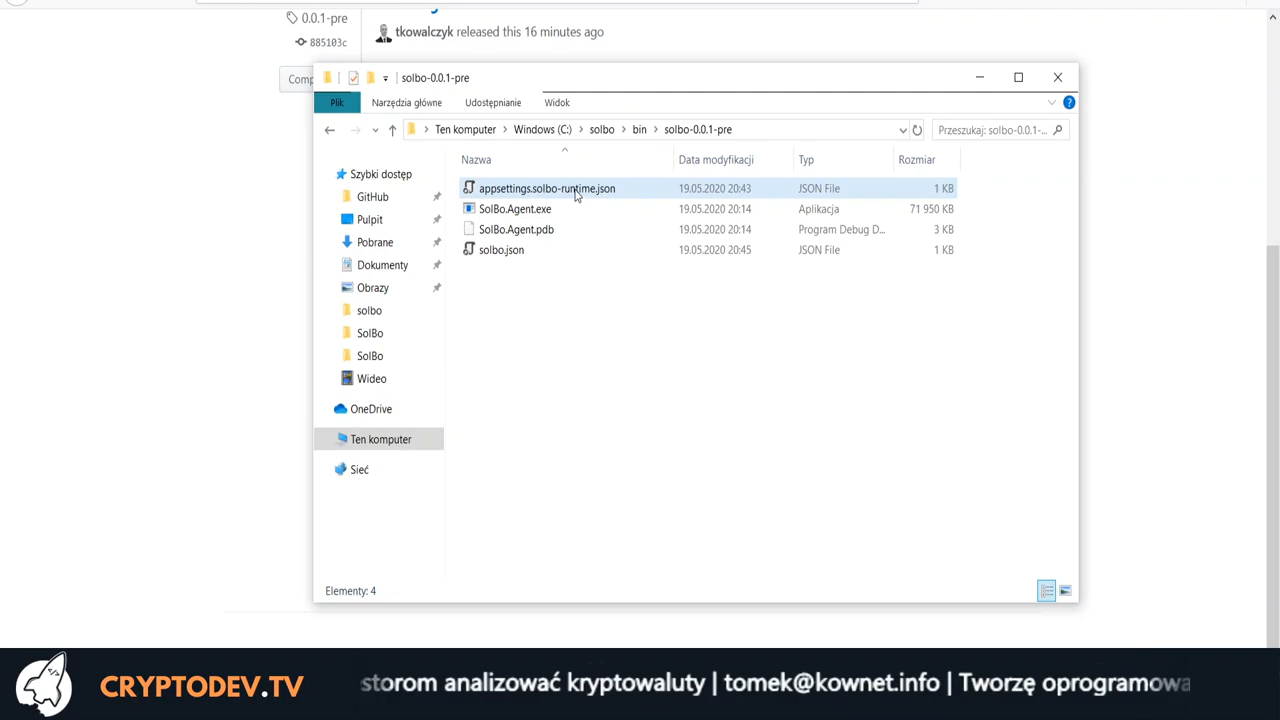 0.0.1-pre
tkowalczyk released this 16 minutes ago
885103c
Comp
solbo-0.0.1-pre
Plik Narzędzia główne Udostępnianie Widok
Ten komputer Windows (C:) solbo bin solbo-0.0.1-pre
Przeszukaj: solbo-0.0.1-...
Nazwa Data modyfikacji Typ Rozmiar
appsettings.solbo-runtime.json 19.05.2020 20:43 JSON File 1 KB
SolBo.Agent.exe 19.05.2020 20:14 Aplikacja 71 950 KB
SolBo.Agent.pdb 19.05.2020 20:14 Program Debug D... 3 KB
solbo.json 19.05.2020 20:45 JSON File 1 KB
Szybki dostęp
GitHub
Pulpit
Pobrane
Dokumenty
Obrazy
solbo
SolBo
SolBo
Wideo
OneDrive
Ten komputer
Sieć
Elementy: 4
CRYPTODEV.TV
storom analizować kryptowaluty | tomek@kownet.info | Tworzę oprogramowa